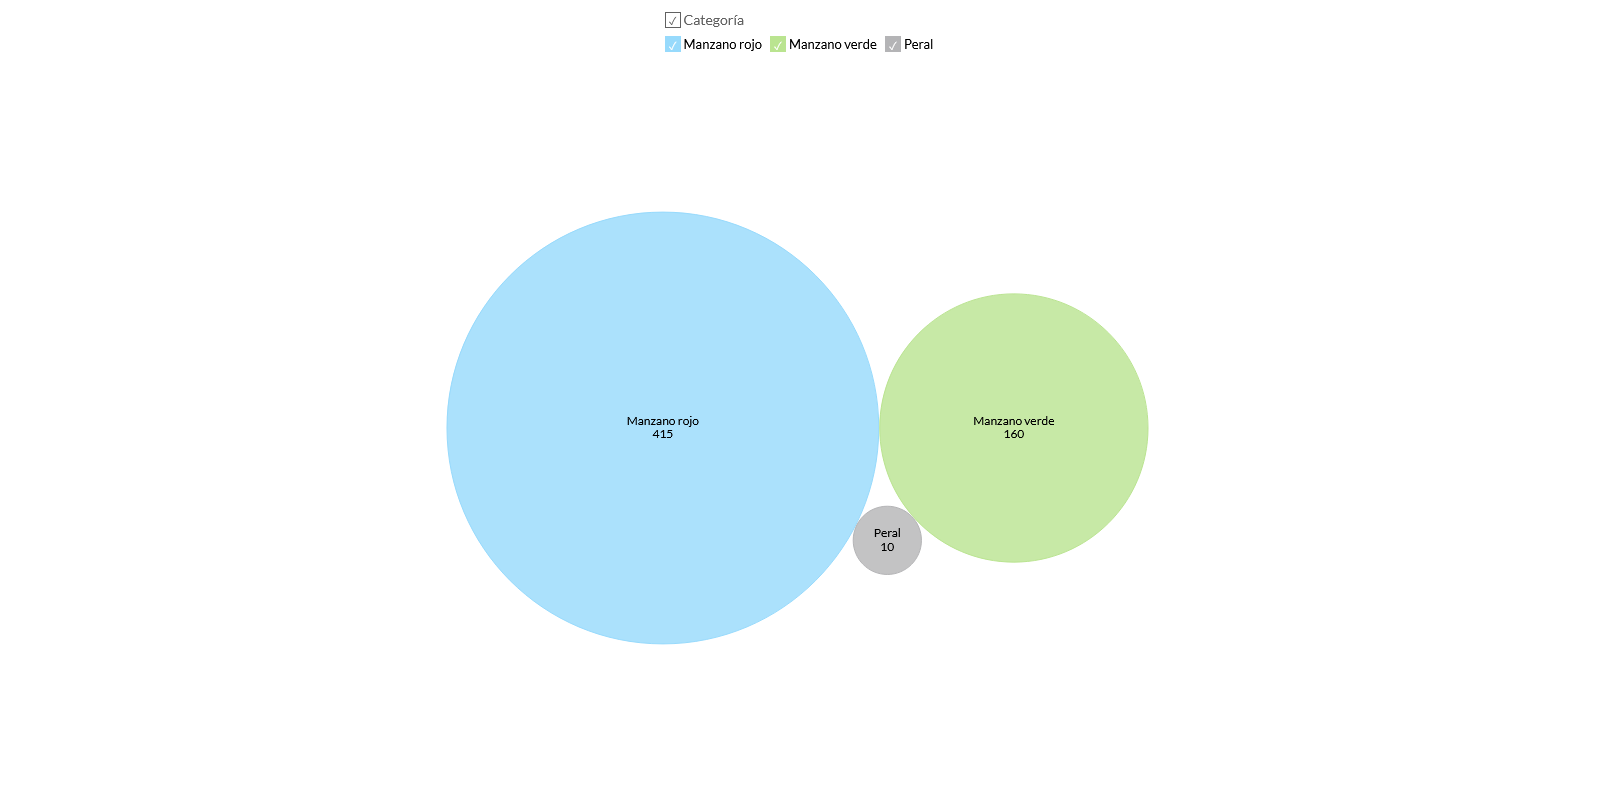 Categoría
Manzano rojo Manzano verde Peral
Manzano rojo
415
Manzano verde
160
Peral
10